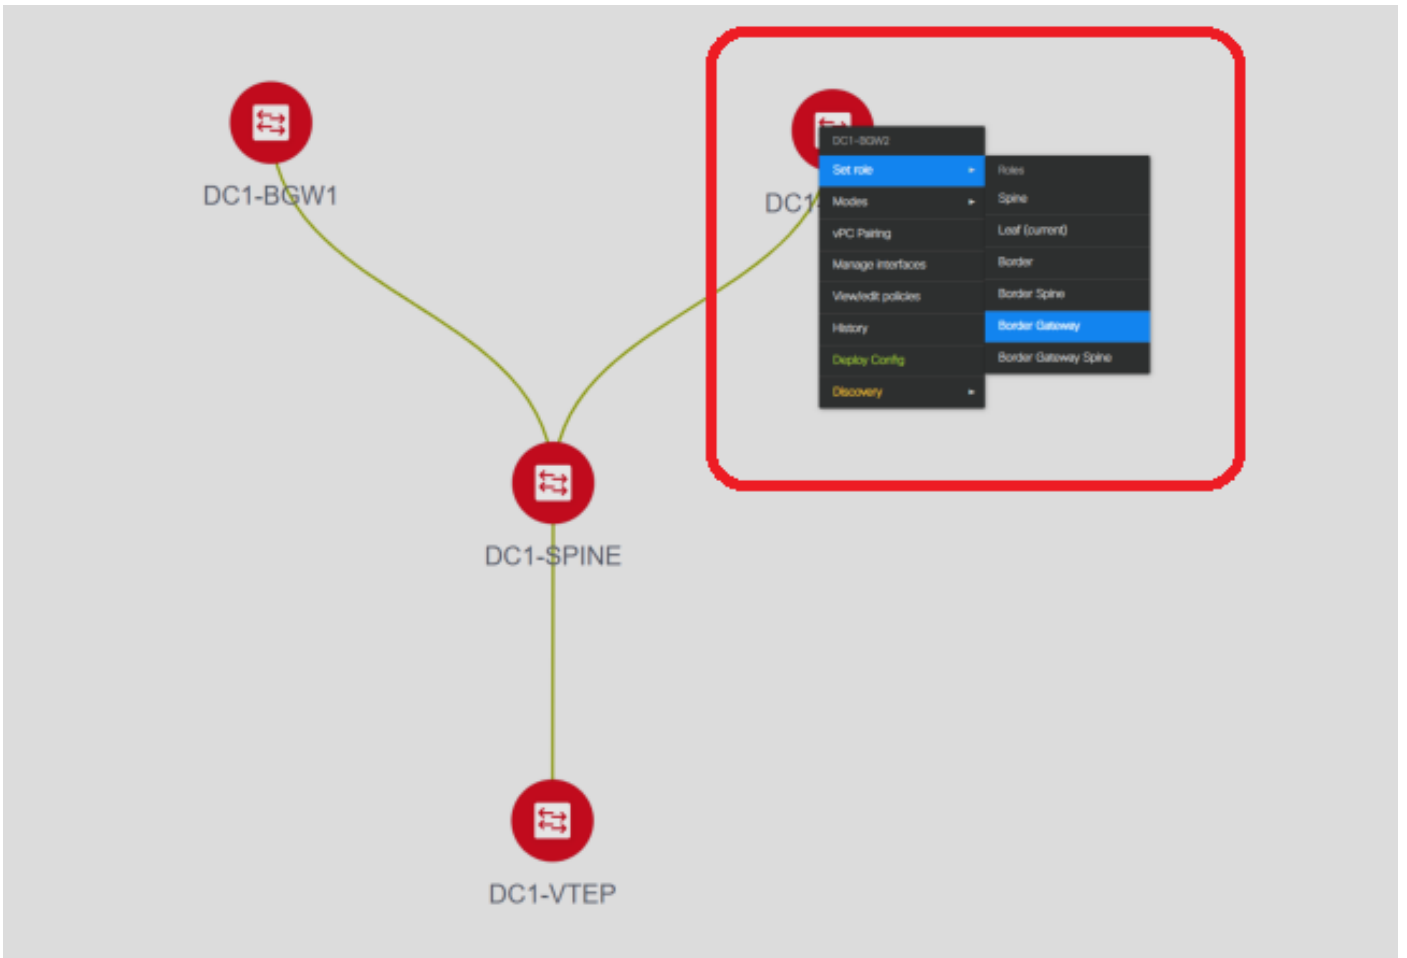 DC1-BGW1
DC1-
DC1-BGW2
Set role
Modes
vPC Pairing
Manage interfaces
View/edit policies
History
Deploy Config
Discovery
Roles
Spine
Leaf (current)
Border
Border Spine
Border Gateway
Border Gateway Spine
DC1-SPINE
DC1-VTEP